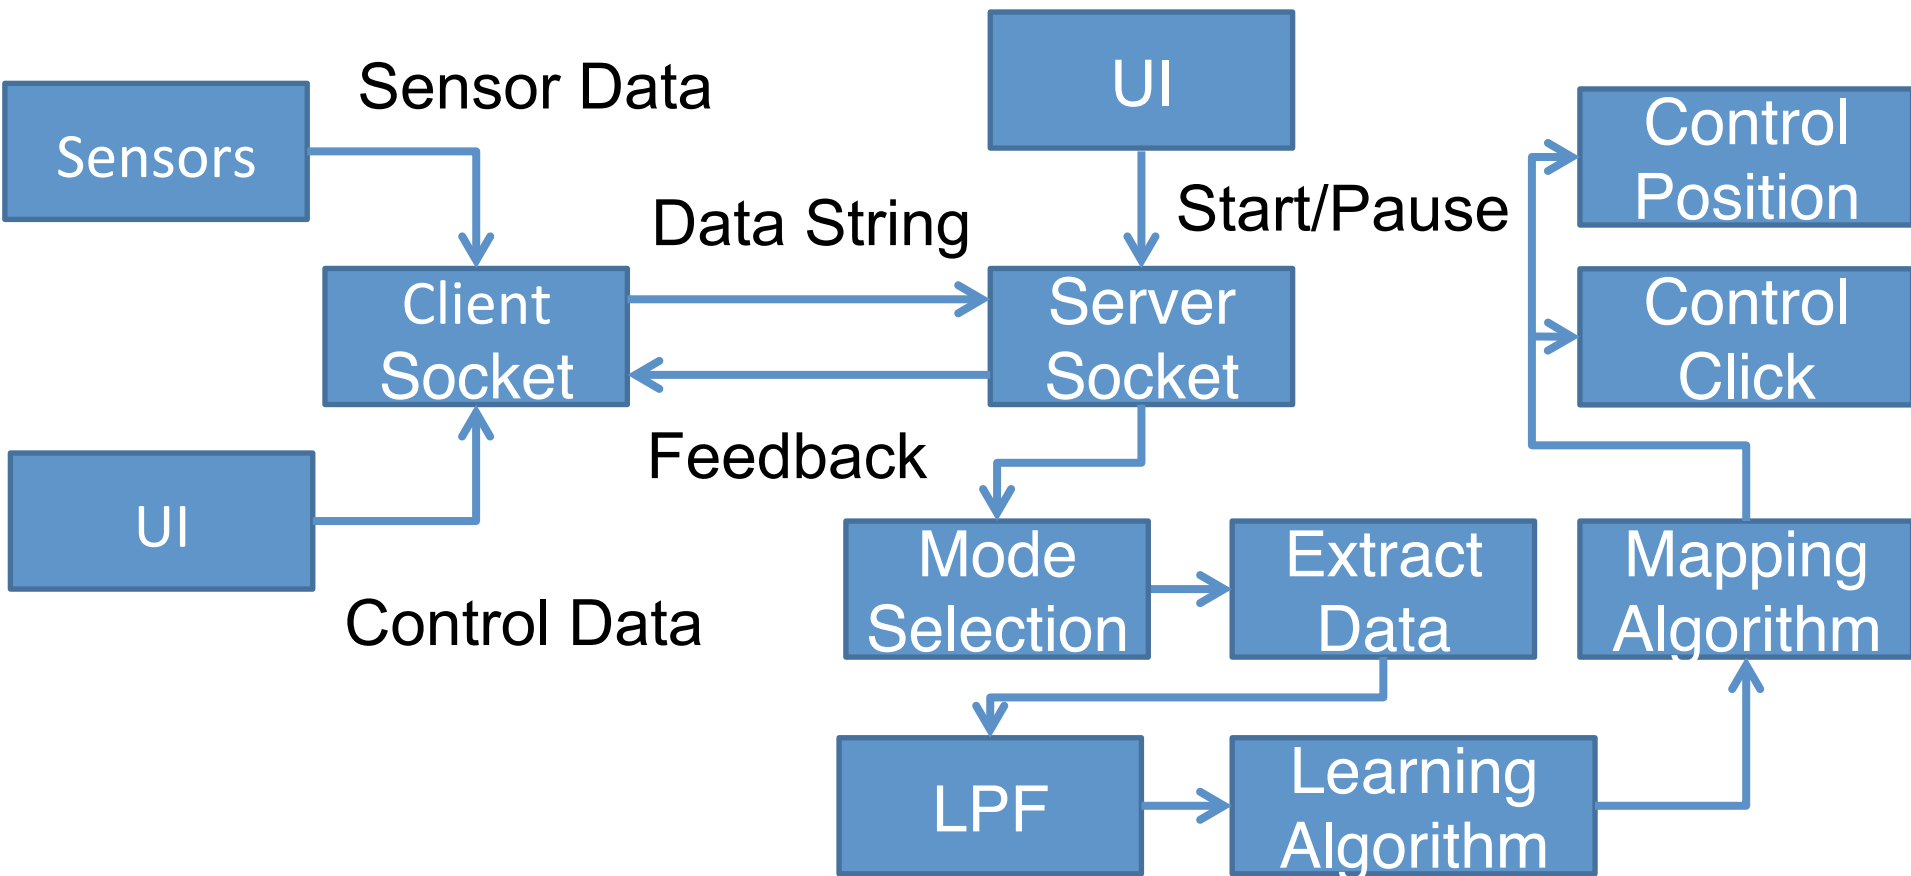 Sensor Data
UI
Sensors
Control
Position
Data String
Start/Pause
Client
Socket
Server
Socket
Control
Click
Feedback
UI
Mode
Selection
Extract
Data
Mapping
Algorithm
Control Data
LPF
Learning
Algorithm